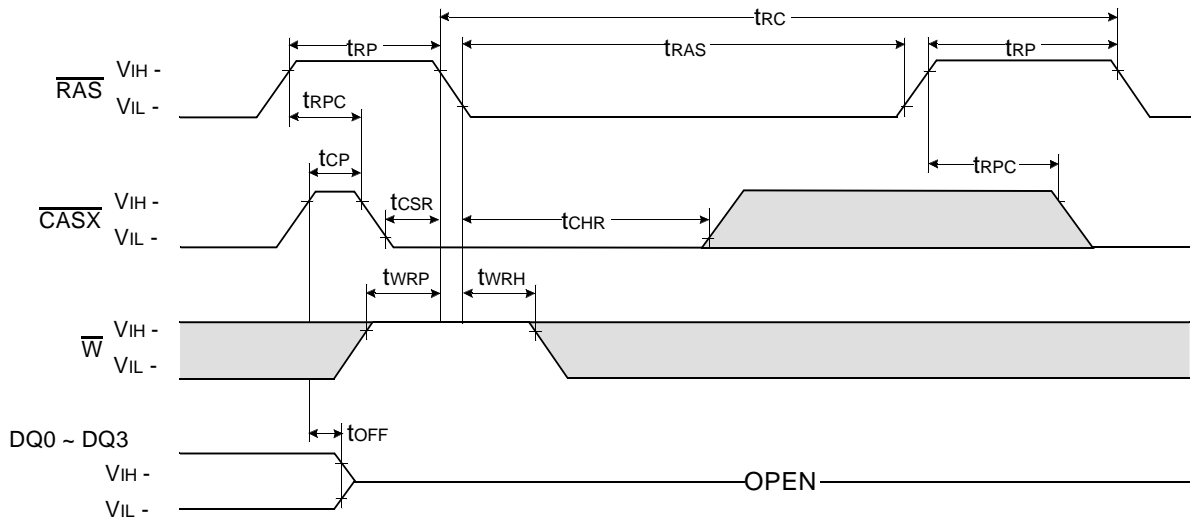 tRC
tRP tRAS tRP
RAS VIH -
VIL -
tRPC
tCP tRPC
CASX VIH -
VIL -
tCSR tCHR
tWRP tWRH
W VIH -
VIL -
DQ0 ~ DQ3 tOFF
VIH -
VIL -
OPEN